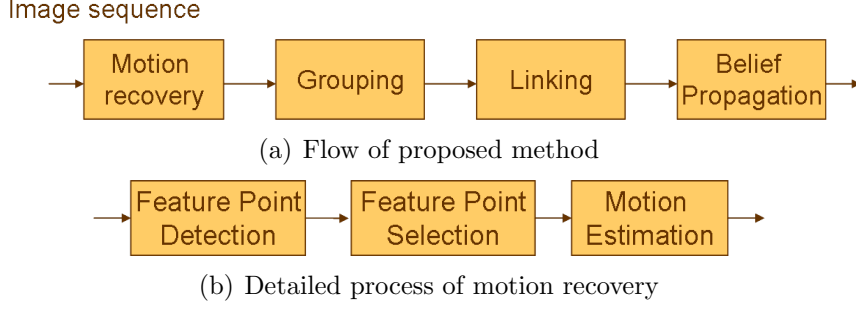 Image sequence
Motion recovery
Grouping
Linking
Belief Propagation
(a) Flow of proposed method
Feature Point Detection
Feature Point Selection
Motion Estimation
(b) Detailed process of motion recovery